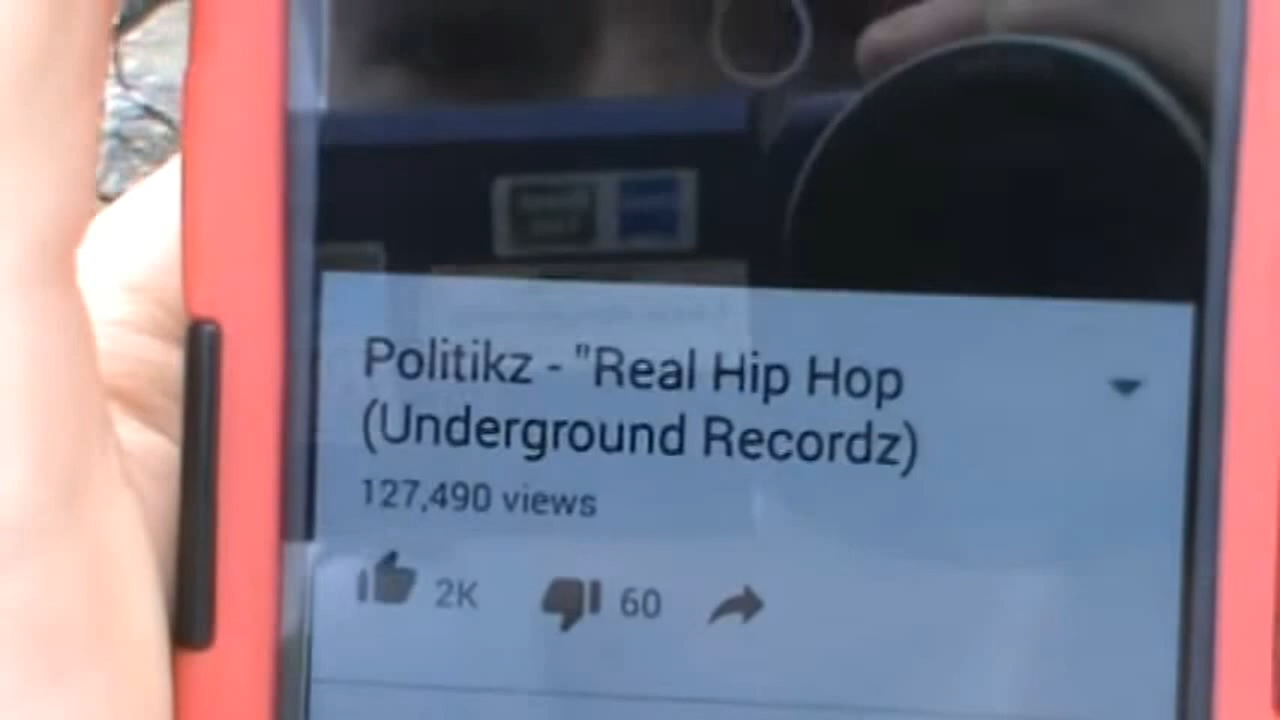 Politikz - "Real Hip Hop
(Underground Recordz)
127,490 views
2K 60